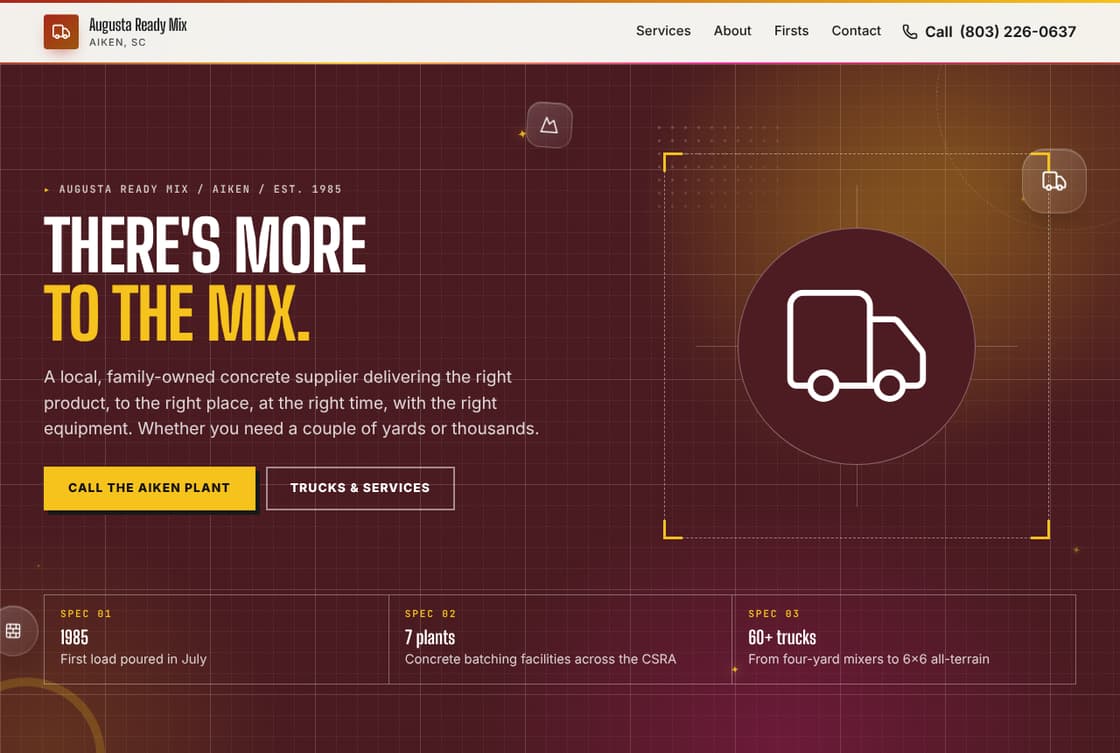 Augusta Ready Mix
AIKEN, SC
Services
About
Firsts
Contact
Call (803) 226-0637
AUGUSTA READY MIX / AIKEN / EST. 1985
THERE'S MORE
TO THE MIX.
A local, family-owned concrete supplier delivering the right
product, to the right place, at the right time, with the right
equipment. Whether you need a couple of yards or thousands.
CALL THE AIKEN PLANT
TRUCKS & SERVICES
SPEC 01
1985
First load poured in July
SPEC 02
7 plants
Concrete batching facilities across the CSRA
SPEC 03
60+ trucks
From four-yard mixers to 6×6 all-terrain